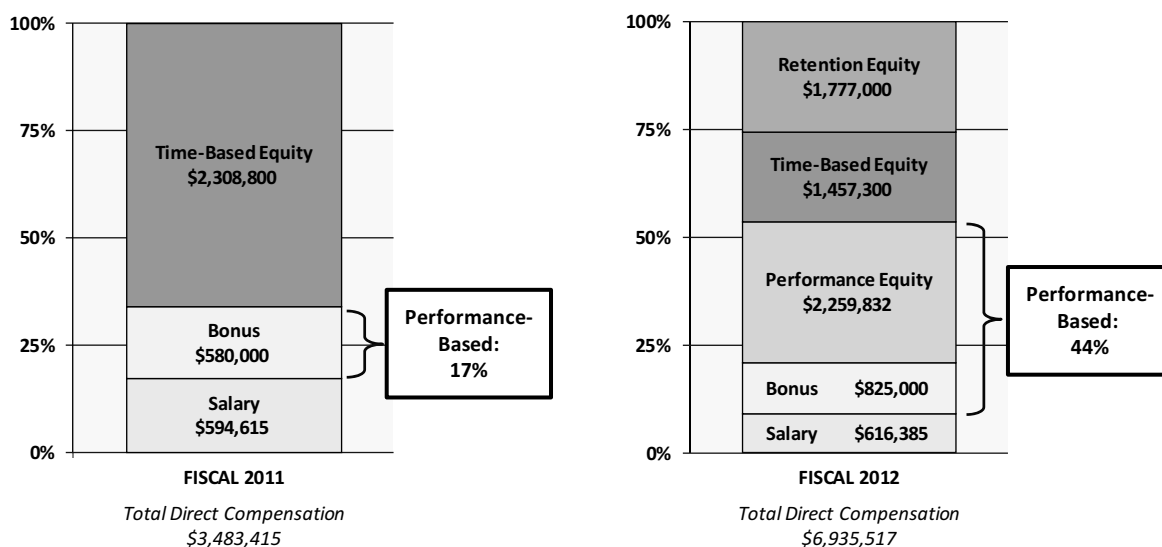 100%
75%
50%
25%
0%
Time-Based Equity
$2,308,800
Bonus
$580,000
Salary
$594,615
Performance-
Based:
17%
FISCAL 2011
Total Direct Compensation
$3,483,415
100%
75%
50%
25%
0%
Retention Equity
$1,777,000
Time-Based Equity
$1,457,300
Performance Equity
$2,259,832
Bonus $825,000
Salary $616,385
Performance-
Based:
44%
FISCAL 2012
Total Direct Compensation
$6,935,517